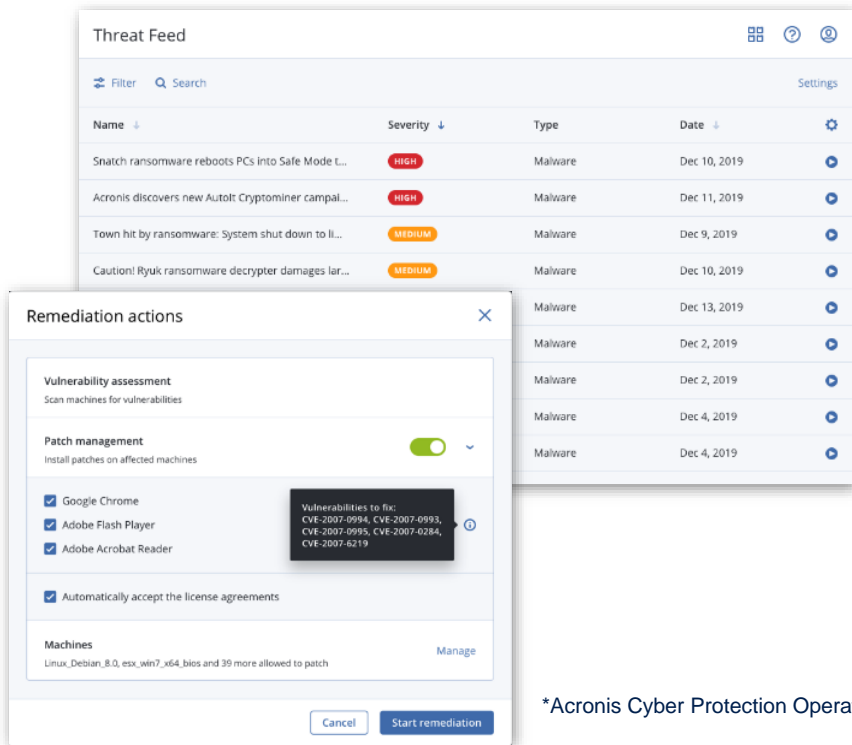 Threat Feed
Filter Search Settings
Name Severity Type Date
Snatch ransomware reboots PCs into Safe Mode t... HIGH Malware Dec 10, 2019
Acronis discovers new AutoIt Cryptominer campai... HIGH Malware Dec 11, 2019
Town hit by ransomware: System shut down to li... MEDIUM Malware Dec 9, 2019
Caution! Ryuk ransomware decrypter damages lar... MEDIUM Malware Dec 10, 2019
Malware Dec 13, 2019
Malware Dec 2, 2019
Malware Dec 2, 2019
Malware Dec 4, 2019
Malware Dec 4, 2019
Remediation actions
Vulnerability assessment
Scan machines for vulnerabilities
Patch management
Install patches on affected machines
Google Chrome
Adobe Flash Player
Adobe Acrobat Reader
Vulnerabilities to fix:
CVE-2007-0994, CVE-2007-0993,
CVE-2007-0995, CVE-2007-0284,
CVE-2007-6219
Automatically accept the license agreements
Machines
Linux_Debian_8.0, esx_win7_x64_bios and 39 more allowed to patch
Manage
Cancel Start remediation
*Acronis Cyber Protection Opera